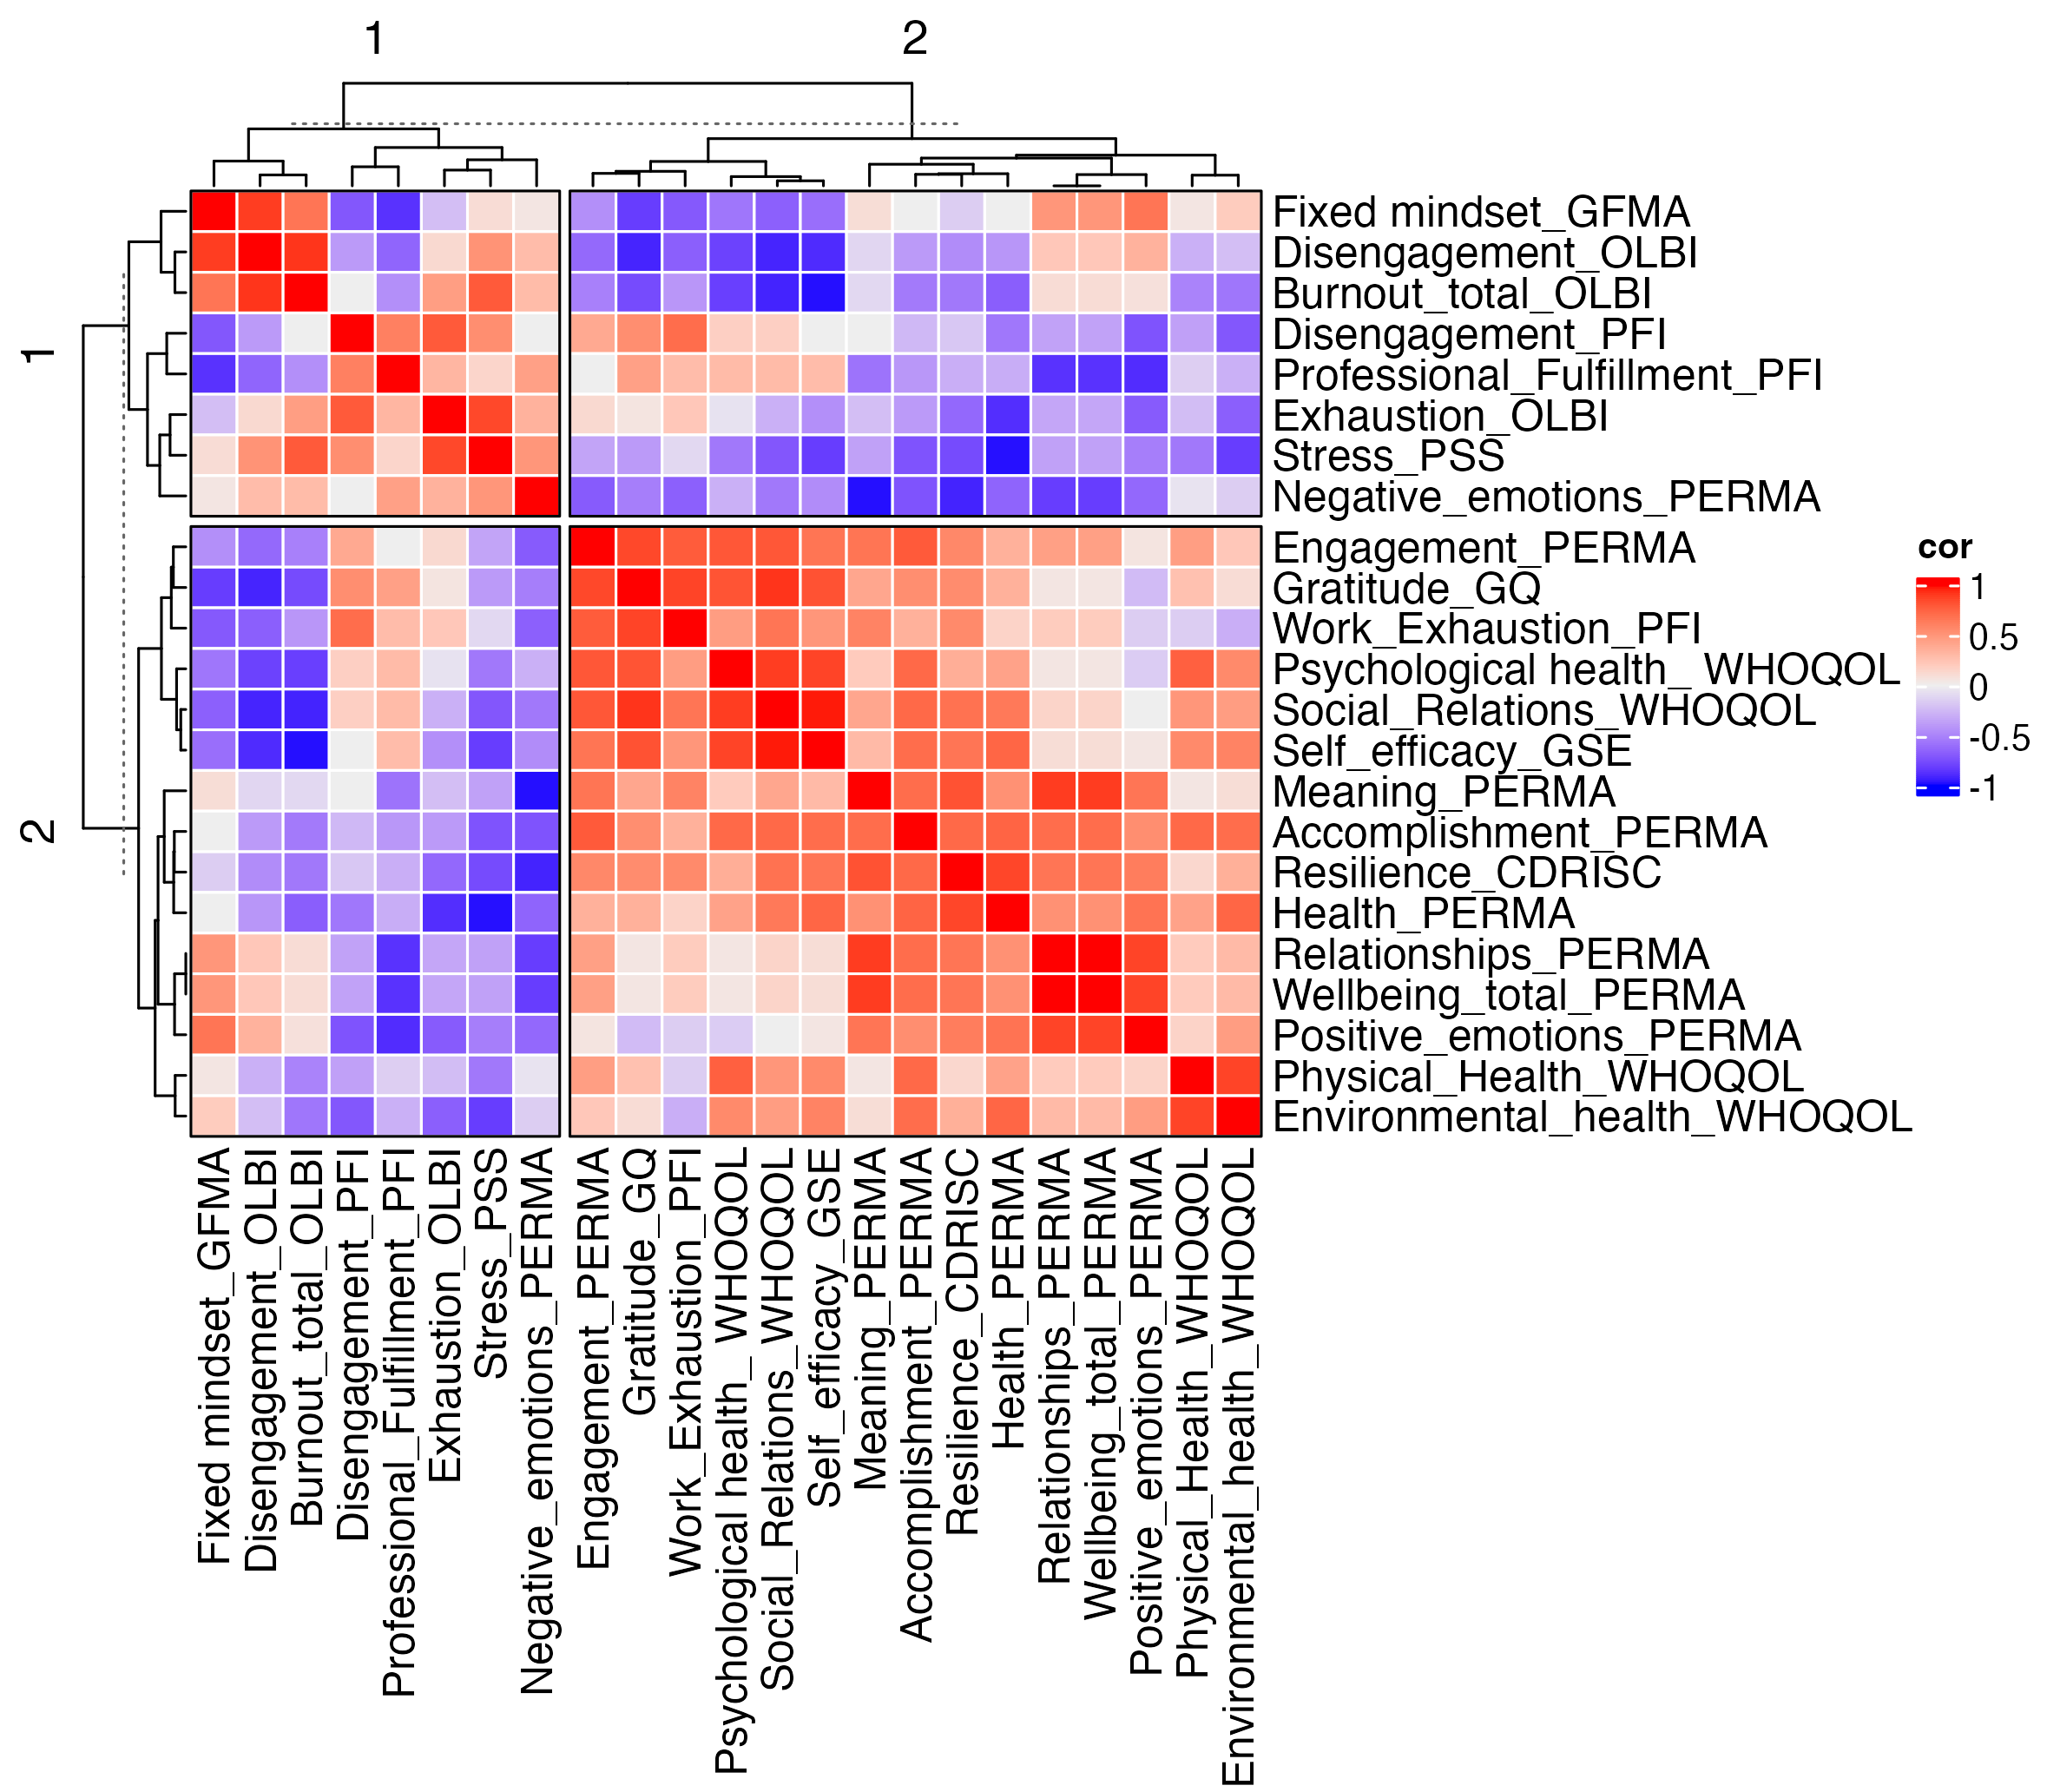 1
2
1
2
Fixed mindset_GFMA
Disengagement_OLBI
Burnout_total_OLBI
Disengagement_PFI
Professional_Fulfillment_PFI
Exhaustion_OLBI
Stress_PSS
Negative_emotions_PERMA
Engagement_PERMA
Gratitude_GQ
Work_Exhaustion_PFI
Psychological health_ WHOQOL
Social_Relations_WHOQOL
Self_efficacy_GSE
Meaning_PERMA
Accomplishment_PERMA
Resilience_CDRISC
Health_PERMA
Relationships_PERMA
Wellbeing_total_PERMA
Positive_emotions_PERMA
Physical_Health_WHOQOL
Environmental_health_WHOQOL
cor
1
0.5
0
-0.5
-1
Fixed mindset_GFMA
Disengagement_OLBI
Burnout_total_OLBI
Disengagement_PFI
Professional_Fulfillment_PFI
Exhaustion_OLBI
Stress_PSS
Negative_emotions_PERMA
Engagement_PERMA
Gratitude_GQ
Work_Exhaustion_PFI
Psychological health_ WHOQOL
Social_Relations_WHOQOL
Self_efficacy_GSE
Meaning_PERMA
Accomplishment_PERMA
Resilience_CDRISC
Health_PERMA
Relationships_PERMA
Wellbeing_total_PERMA
Positive_emotions_PERMA
Physical_Health_WHOQOL
Environmental_health_WHOQOL